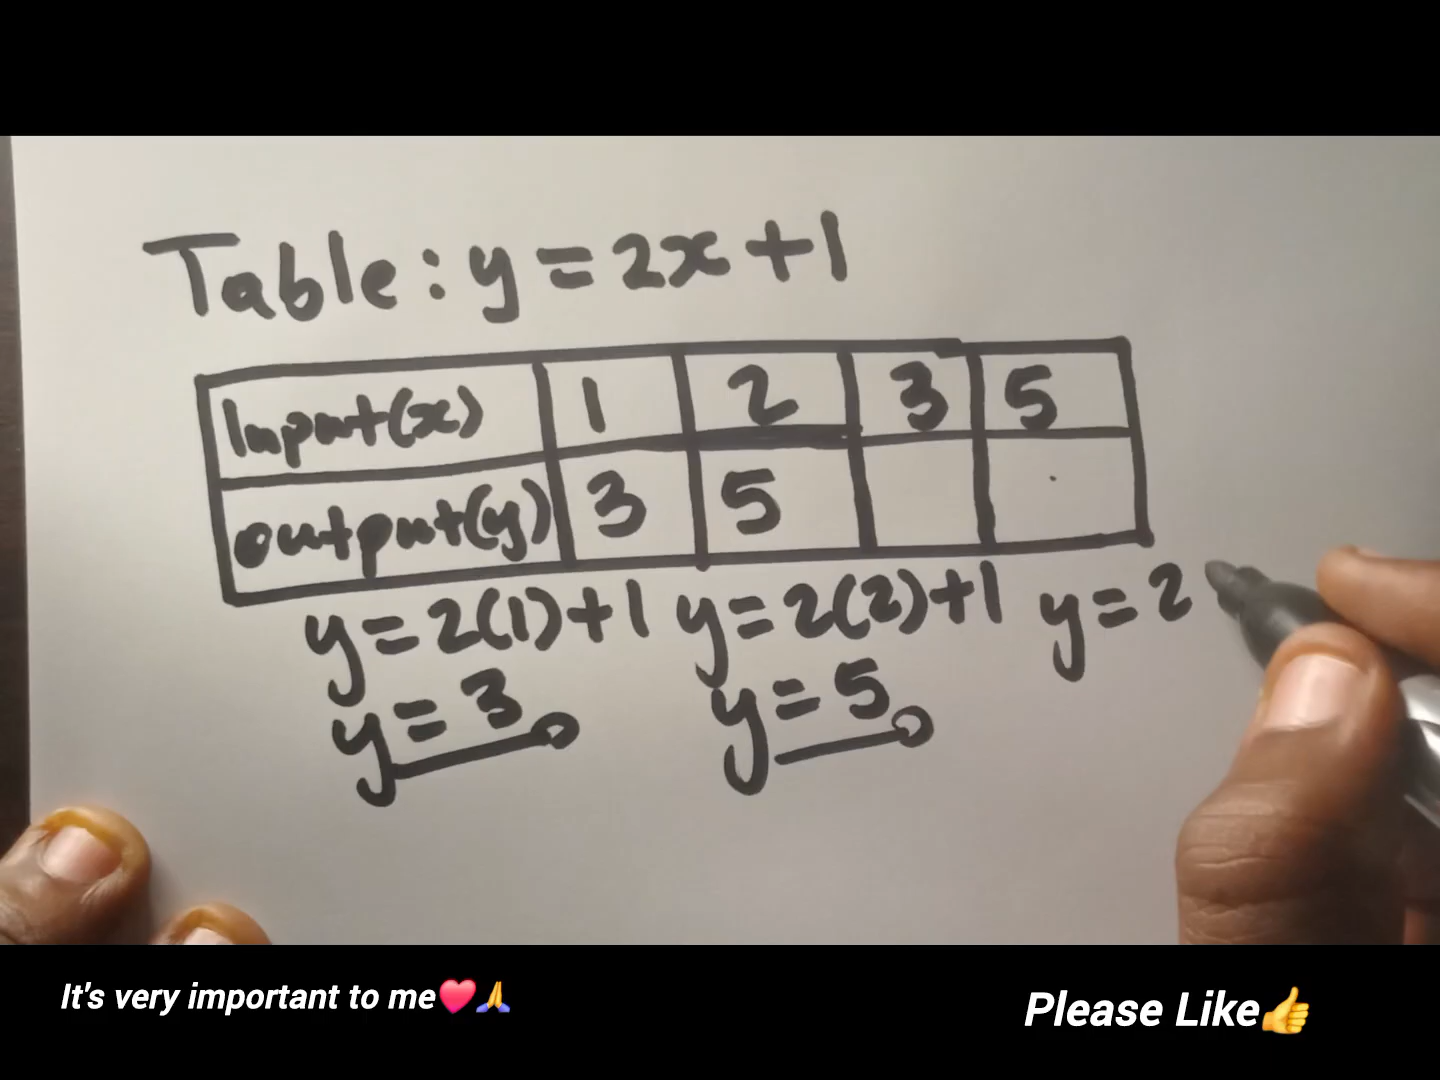 Table: y = 2x + 1
Input(x) 1 2 3 5
output(y) 3 5
y = 2(1) + 1 y = 2(2) + 1 y = 2
y = 3 y = 5
It's very important to me❤️🙏
Please Like👍